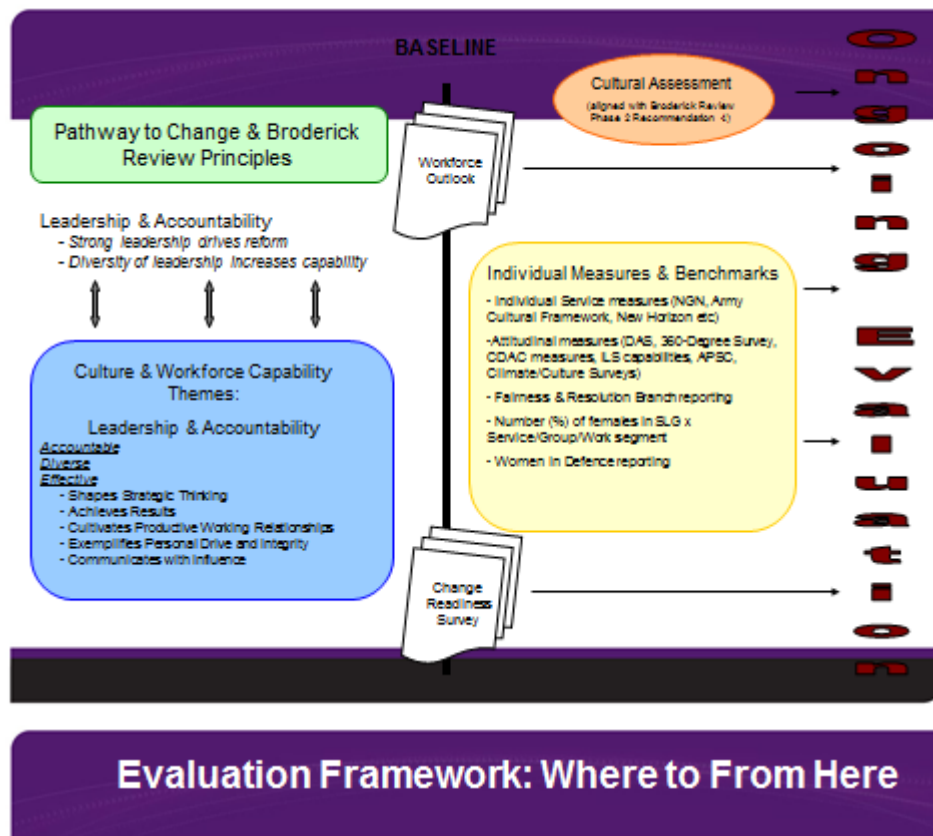 BASELINE
Cultural Assessment
(aligned with Broderick Review
Phase 2 Recommendation 4)
Pathway to Change & Broderick
Review Principles
Workforce
Outlook
Leadership & Accountability
- Strong leadership drives reform
- Diversity of leadership increases capability
Individual Measures & Benchmarks
- Individual Service measures (NGN, Army
Cultural Framework, New Horizon etc)
-Attitudinal measures (DAS, 360-Degree Survey,
CDAC measures, ILS capabilities, APSC,
Climate/Culture Surveys)
- Fairness & Resolution Branch reporting
- Number (%) of females in SLG x
Service/Group/Work segment
- Women in Defence reporting
Culture & Workforce Capability
Themes:
Leadership & Accountability
Accountable
Diverse
Effective
- Shapes Strategic Thinking
- Achieves Results
- Cultivates Productive Working Relationships
- Exemplifies Personal Drive and Integrity
- Communicates with Influence
Change
Readiness
Survey
Ongoing Evaluation
Evaluation Framework: Where to From Here